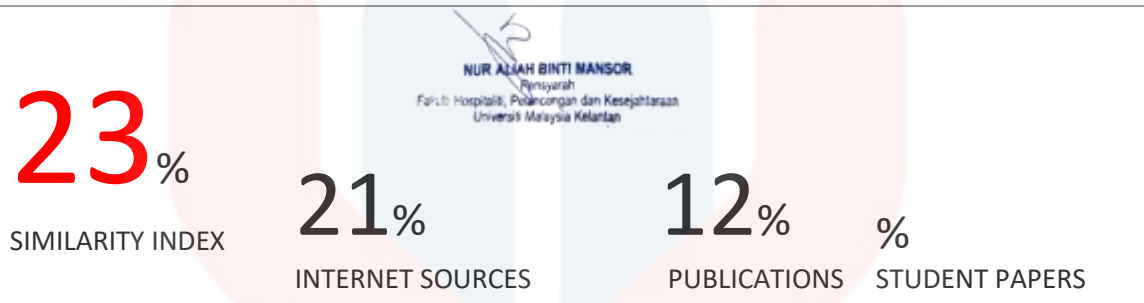 NUR ALIAH BINTI MANSOR
Pensyarah
Fakulti Hospitaliti, Pelancongan dan Kesejahteraan
Universiti Malaysia Kelantan
23%
SIMILARITY INDEX
21%
INTERNET SOURCES
12%
PUBLICATIONS
%
STUDENT PAPERS